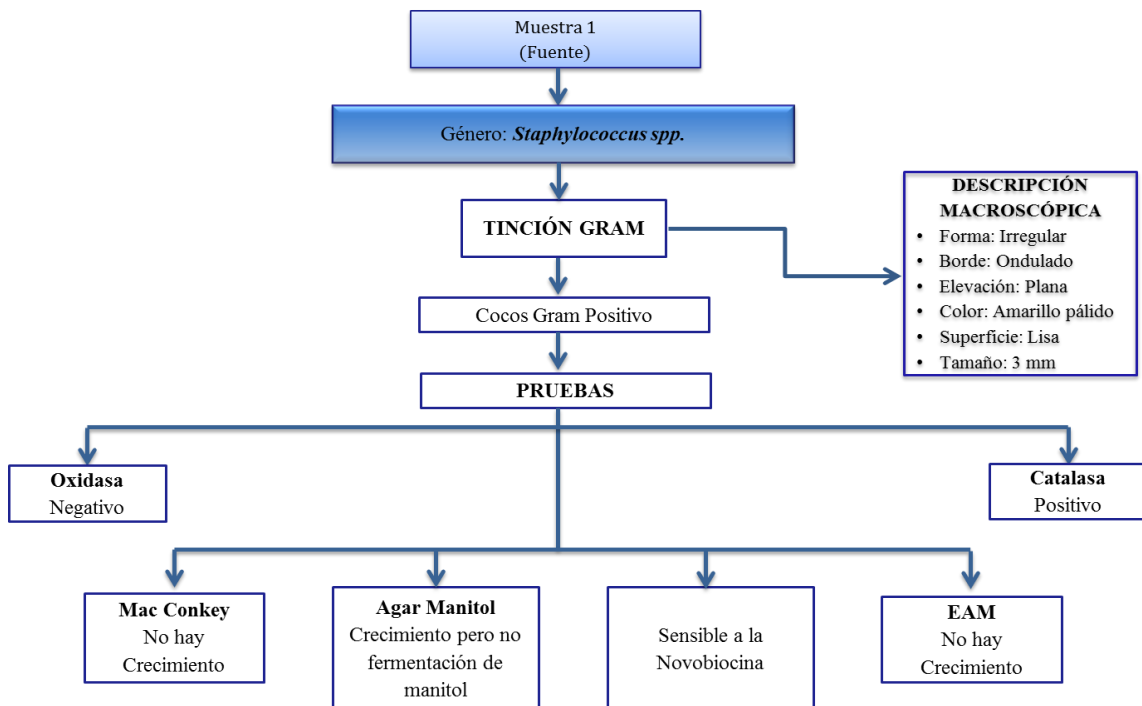 Muestra 1
(Fuente)
Género: Staphylococcus spp.
TINCIÓN GRAM
DESCRIPCIÓN
MACROSCÓPICA
• Forma: Irregular
• Borde: Ondulado
• Elevación: Plana
• Color: Amarillo pálido
• Superficie: Lisa
• Tamaño: 3 mm
Cocos Gram Positivo
PRUEBAS
Oxidasa
Negativo
Catalasa
Positivo
Mac Conkey
No hay
Crecimiento
Agar Manitol
Crecimiento pero no
fermentación de
manitol
Sensible a la
Novobiocina
EAM
No hay
Crecimiento